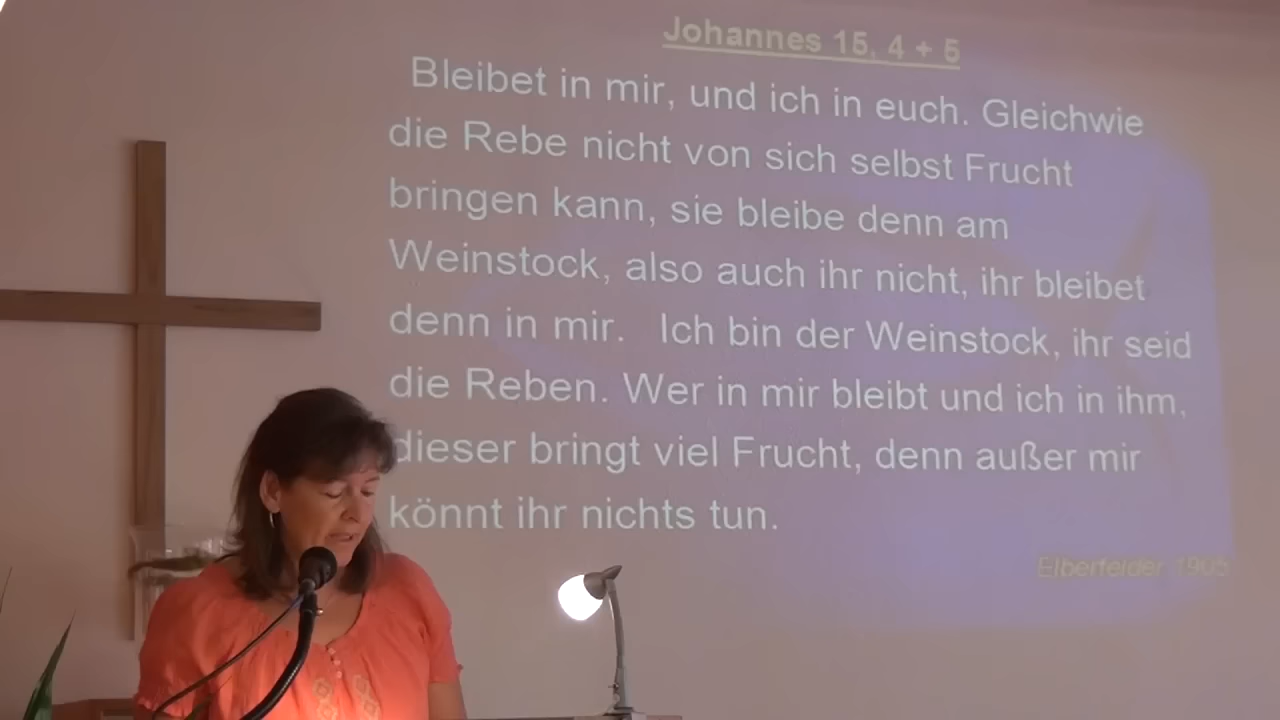 Johannes 15, 4 + 5
Bleibet in mir, und ich in euch. Gleichwie
die Rebe nicht von sich selbst Frucht
bringen kann, sie bleibe denn am
Weinstock, also auch ihr nicht, ihr bleibet
denn in mir. Ich bin der Weinstock, ihr seid
die Reben. Wer in mir bleibt und ich in ihm,
dieser bringt viel Frucht, denn außer mir
könnt ihr nichts tun.
Elberfelder 1905